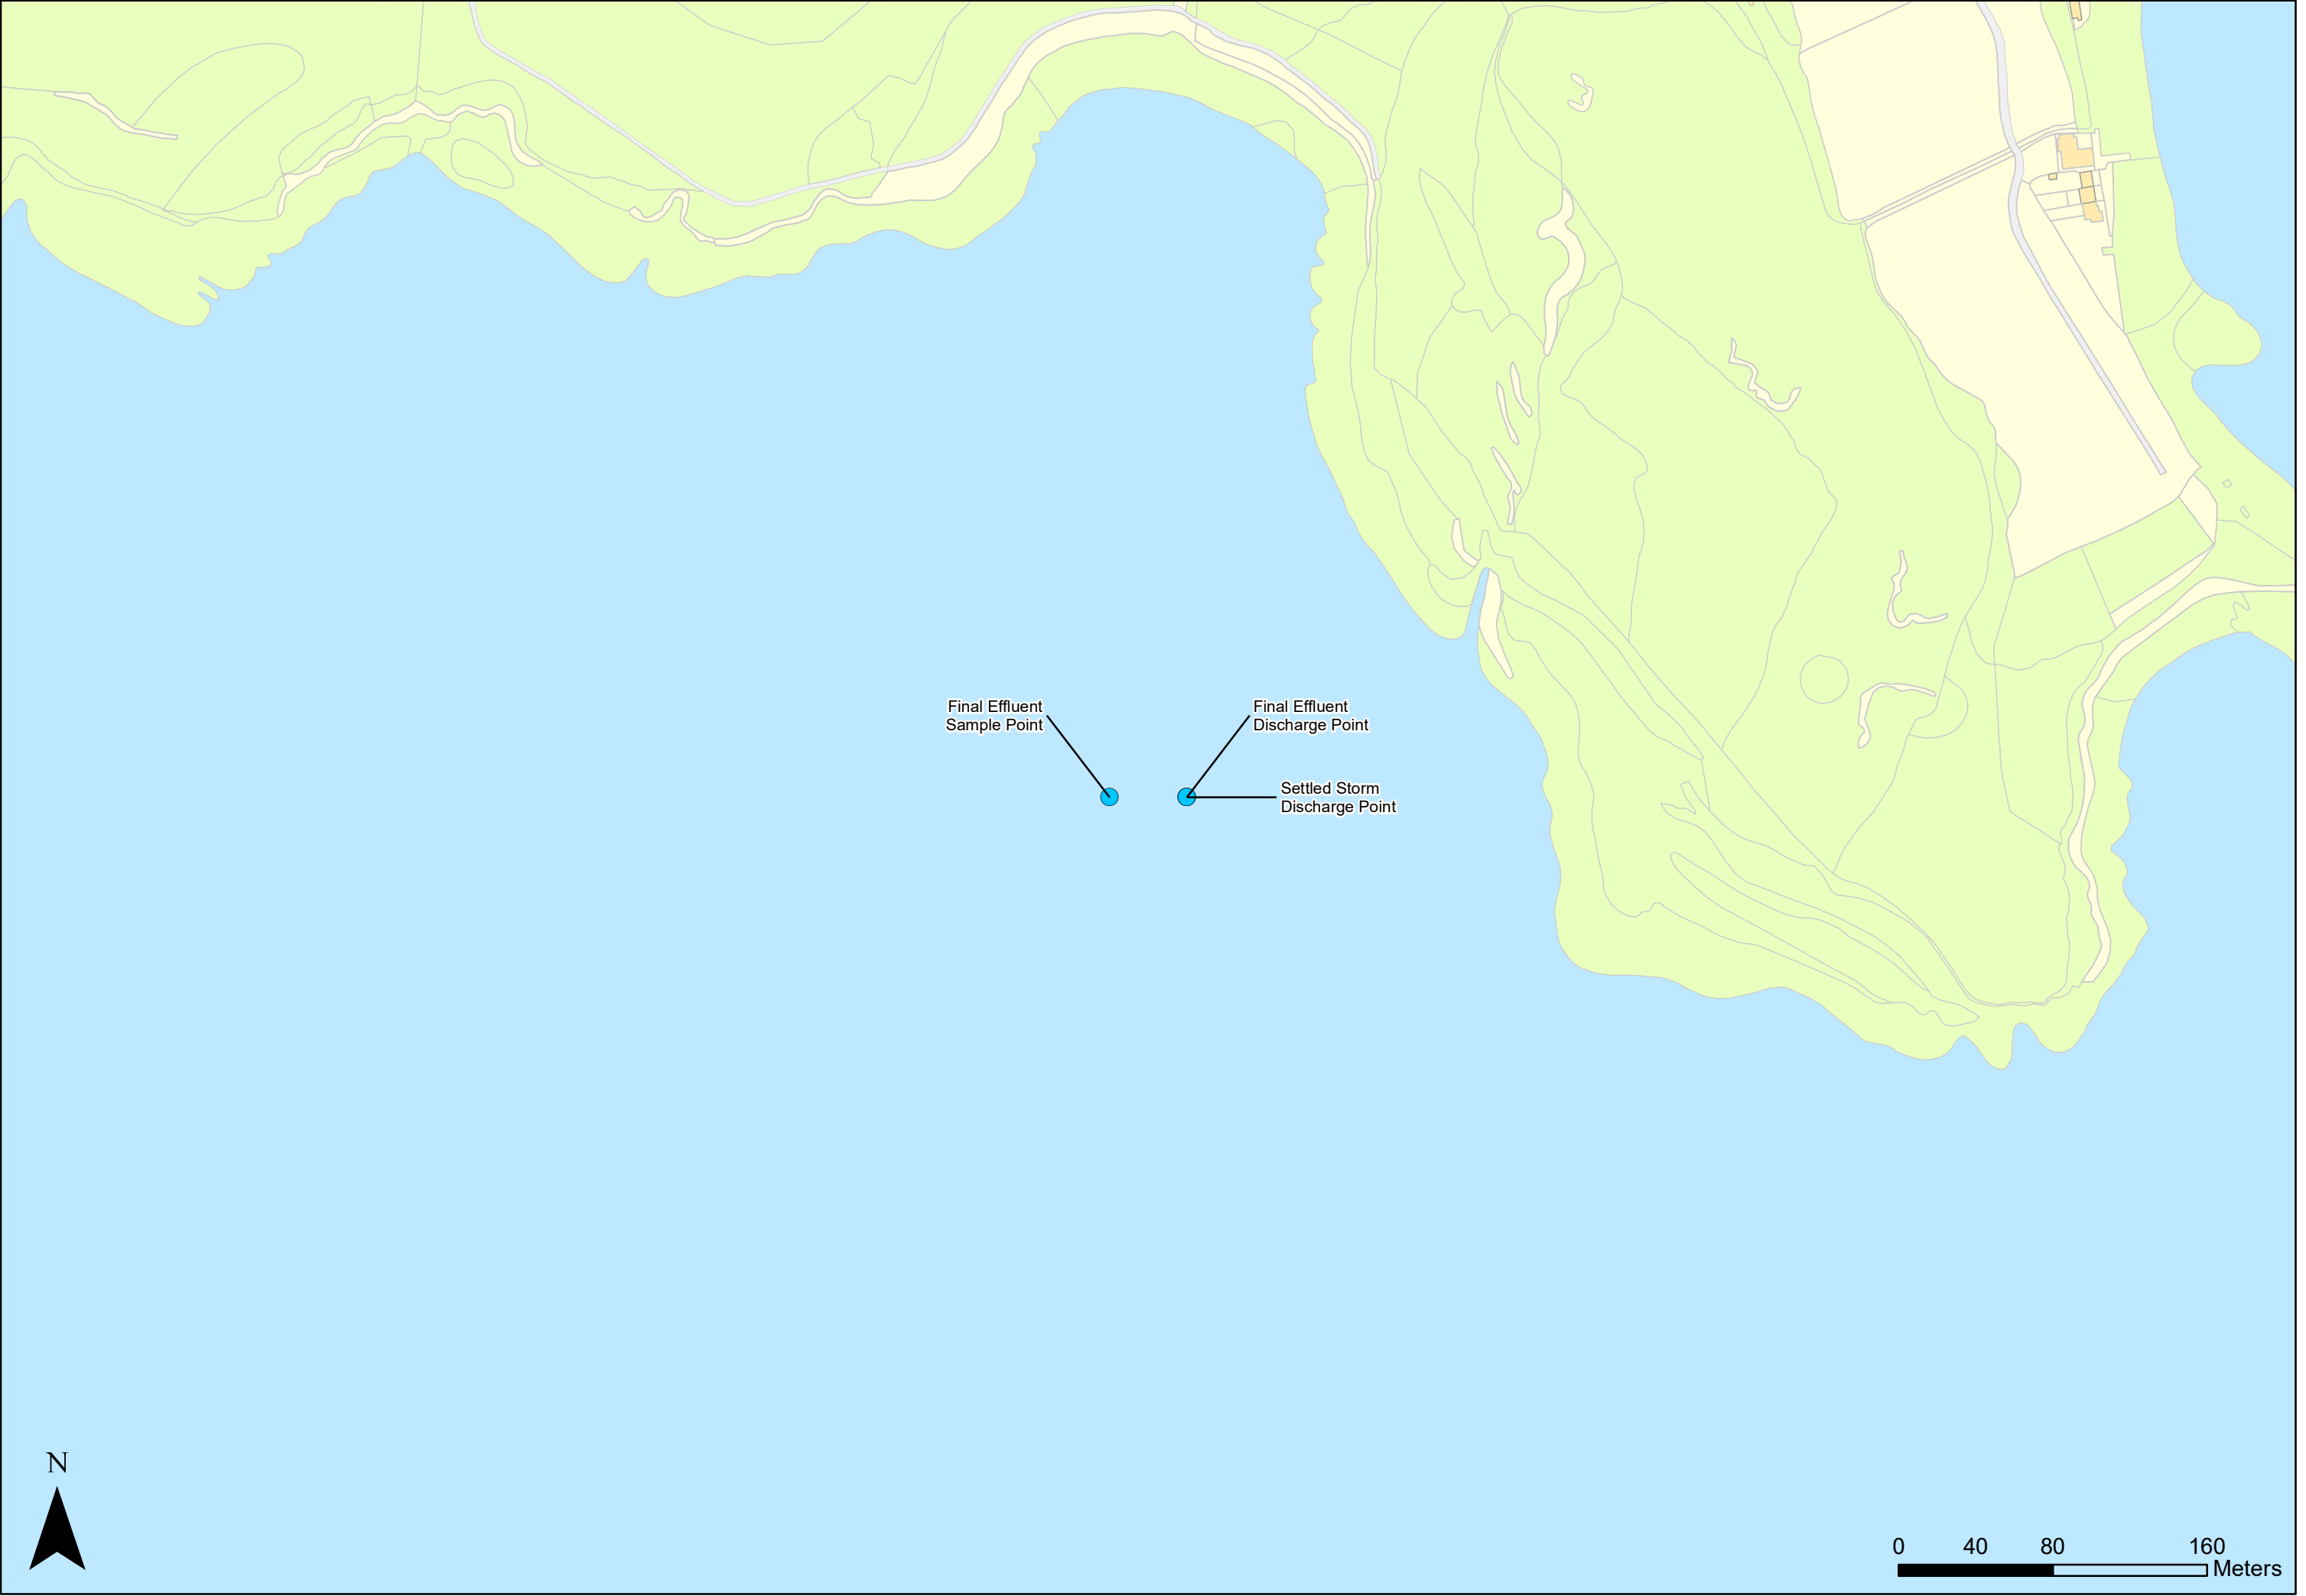 Final Effluent
Sample Point
Final Effluent
Discharge Point
Settled Storm
Discharge Point
N
0 40 80 160
Meters